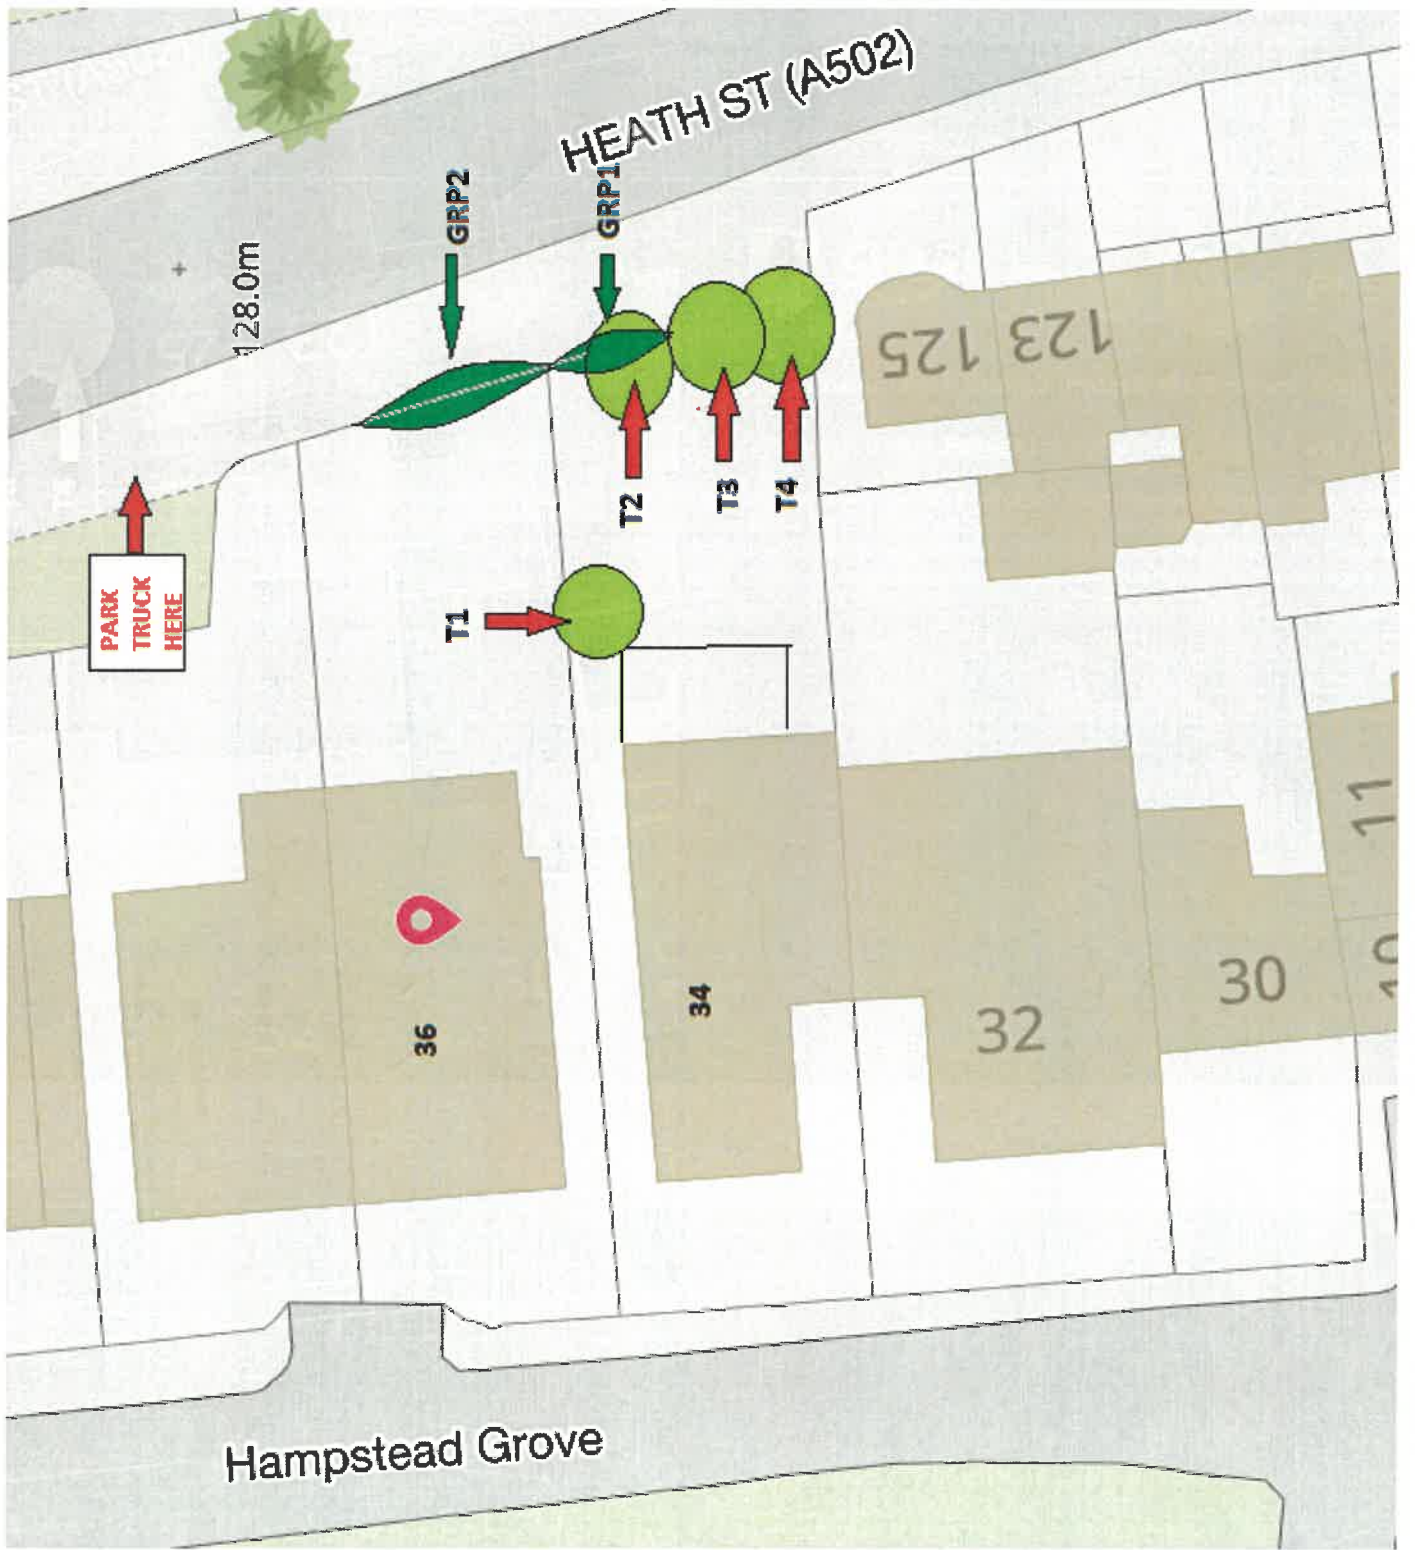 HEATH ST (A502)
GRP2
GRP1
128.0m
PARK
TRUCK
HERE
125
123
T2
T3
T4
T1
11
36
34
32
30
Hampstead Grove